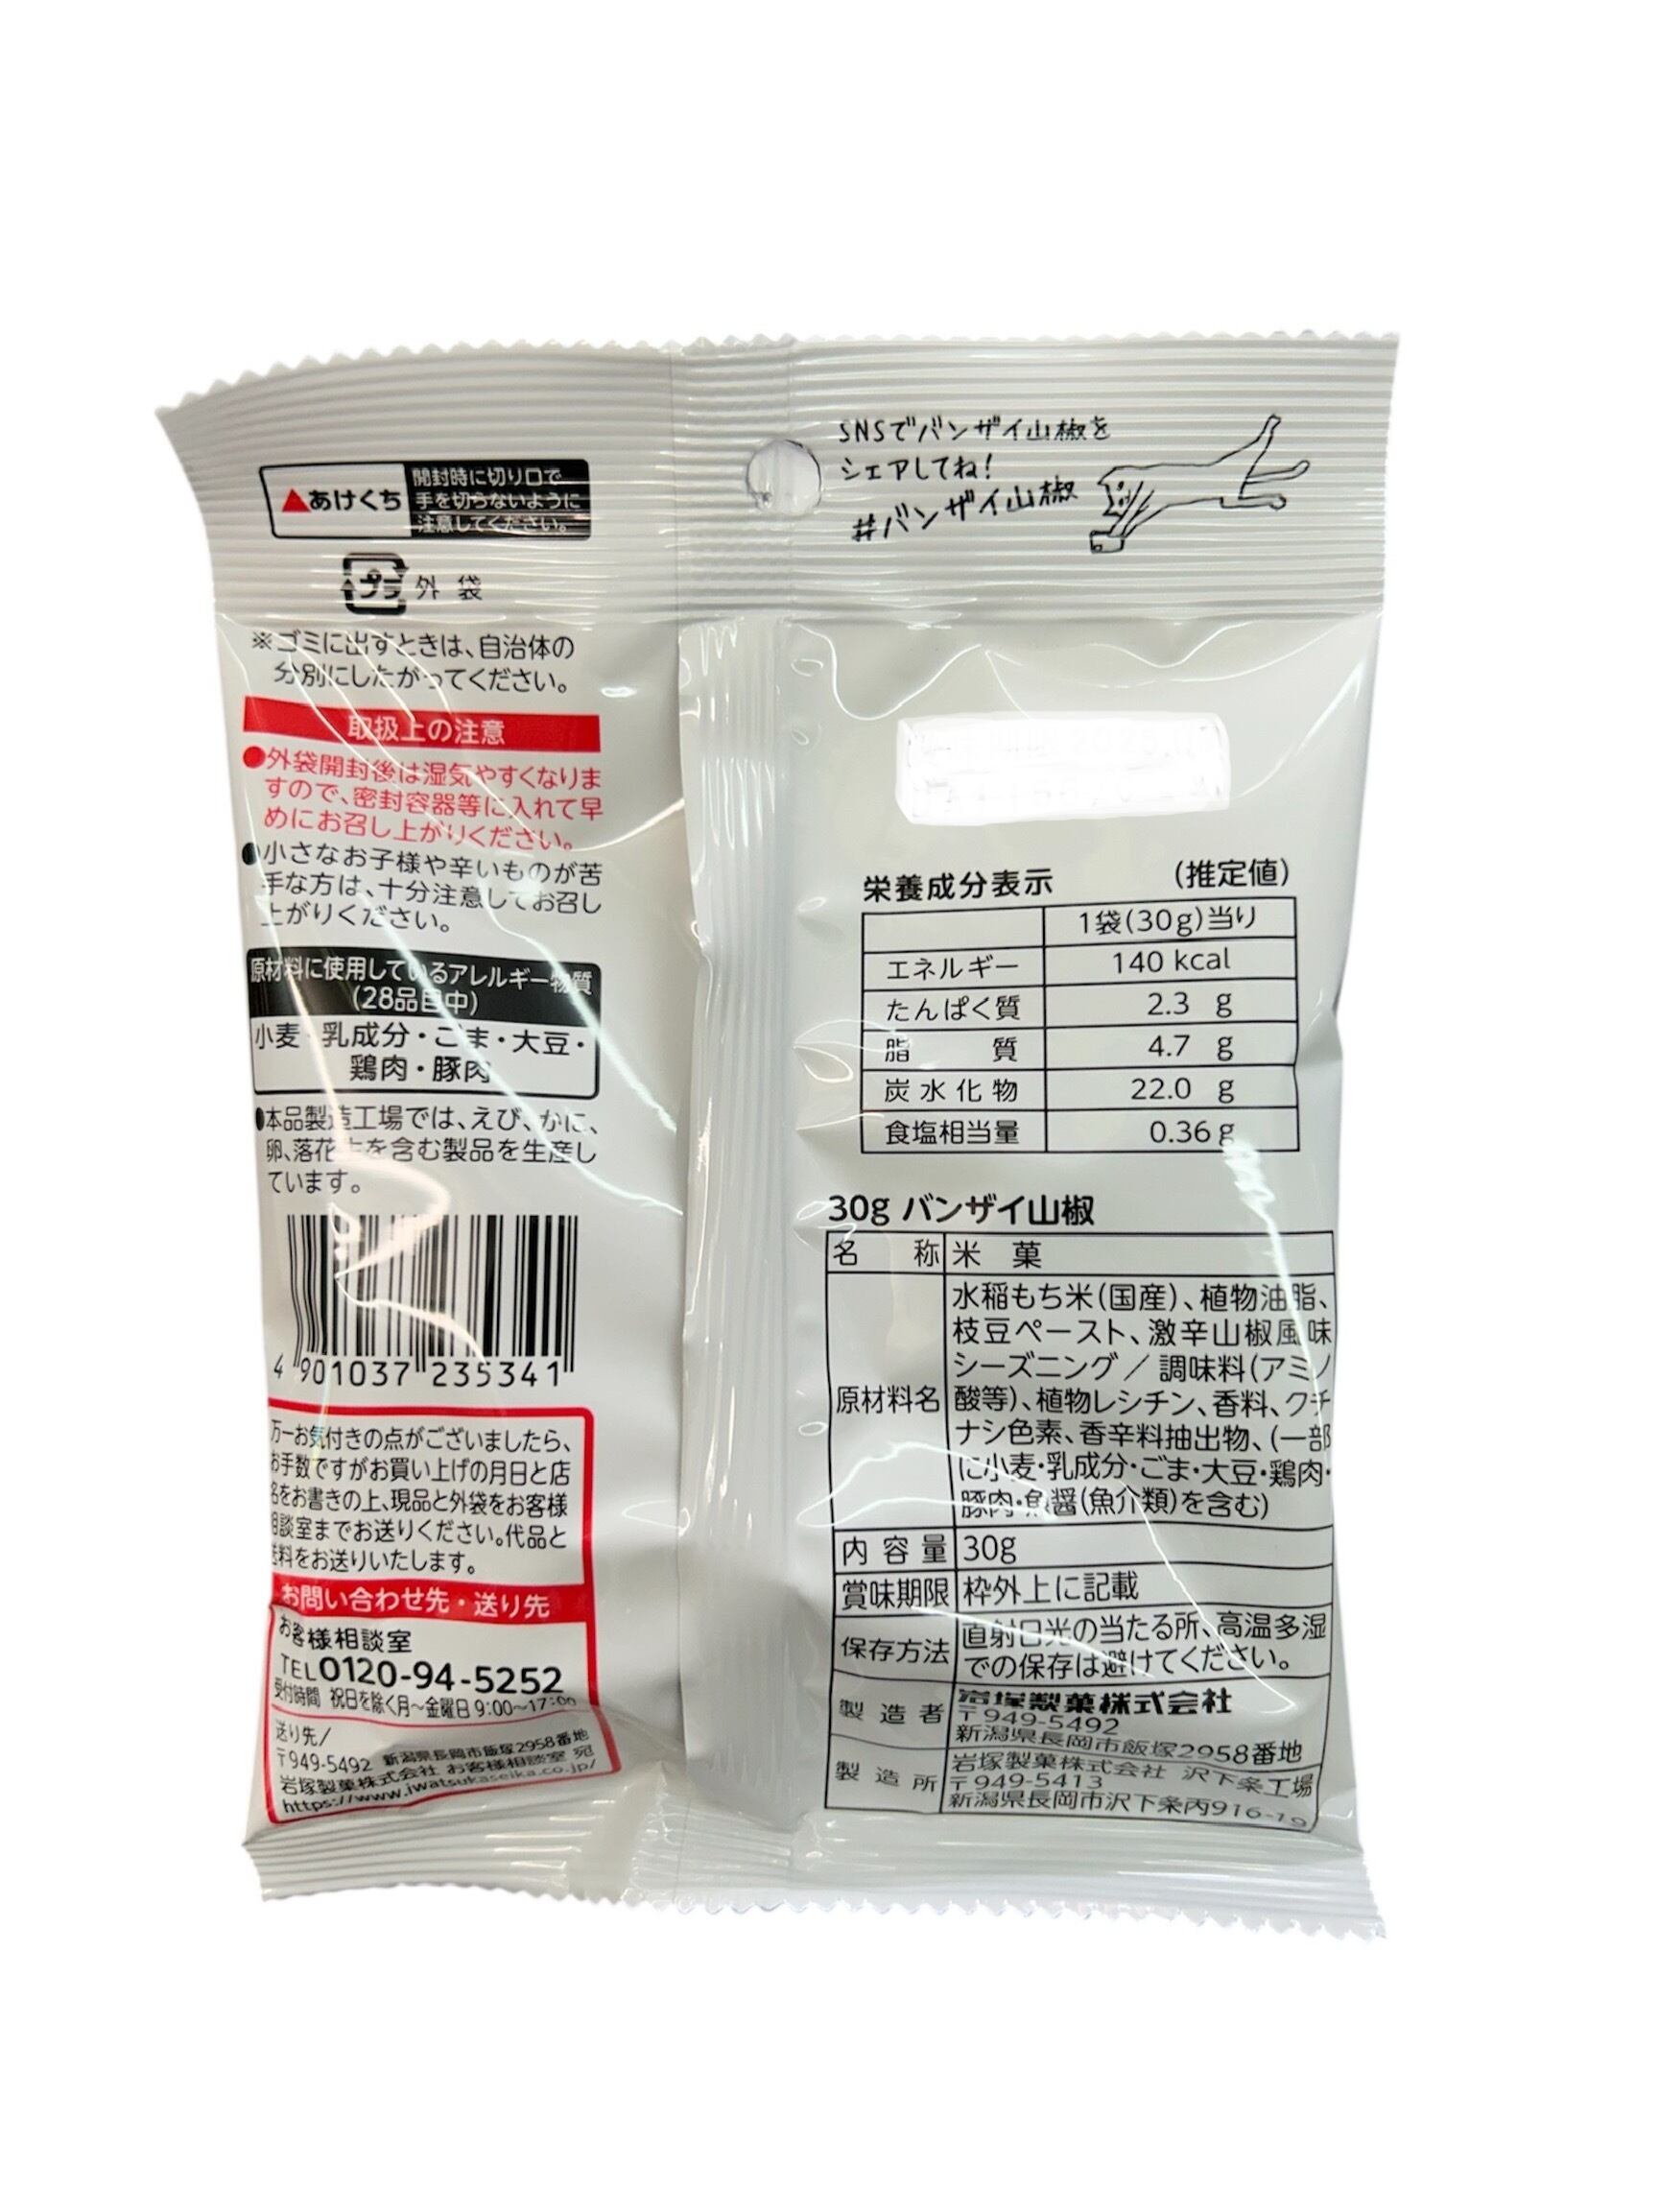 SNSでバンザイ山椒を
シェアしてね!
#バンザイ山椒
▲あけくち
開封時に切り口で
手を切らないように
注意してください。
プラ 外袋
※ゴミに出すときは、自治体の
分別にしたがってください。
取扱上の注意
●外袋開封後は湿気やすくなりま
すので、密封容器等に入れて早
めにお召し上がりください。
●小さなお子様や辛いものが苦
手な方は、十分注意してお召し
上がりください。
原材料に使用しているアレルギー物質
(28品目中)
小麦・乳成分・ごま・大豆・
鶏肉・豚肉
●本品製造工場では、えび、かに、
卵、落花生を含む製品を生産し
ています。
4 901037 235341
万一お気付きの点がございましたら、
お手数ですがお買い上げの月日と店
名をお書きの上、現品と外袋をお客様
相談室までお送りください。代品と
送料をお送りいたします。
お問い合わせ先・送り先
お客様相談室
TEL0120-94-5252
受付時間 祝日を除く月~金曜日 9:00~17:00
送り先/
〒949-5492 新潟県長岡市飯塚2958番地
岩塚製菓株式会社 お客様相談室 宛
https://www.iwatsukaseika.co.jp/
栄養成分表示 (推定値)
1袋(30g)当り
エネルギー 140 kcal
たんぱく質 2.3 g
脂質 4.7 g
炭水化物 22.0 g
食塩相当量 0.36 g
30g バンザイ山椒
名称 米菓
原材料名 水稲もち米(国産)、植物油脂、
枝豆ペースト、激辛山椒風味
シーズニング/調味料(アミノ
酸等)、植物レシチン、香料、クチ
ナシ色素、香辛料抽出物、(一部
に小麦・乳成分・ごま・大豆・鶏肉・
豚肉・魚醤(魚介類)を含む)
内容量 30g
賞味期限 枠外上に記載
保存方法 直射日光の当たる所、高温多湿
での保存は避けてください。
製造者 岩塚製菓株式会社
〒949-5492
新潟県長岡市飯塚2958番地
製造所 岩塚製菓株式会社 沢下条工場
〒949-5413
新潟県長岡市沢下条丙916-19